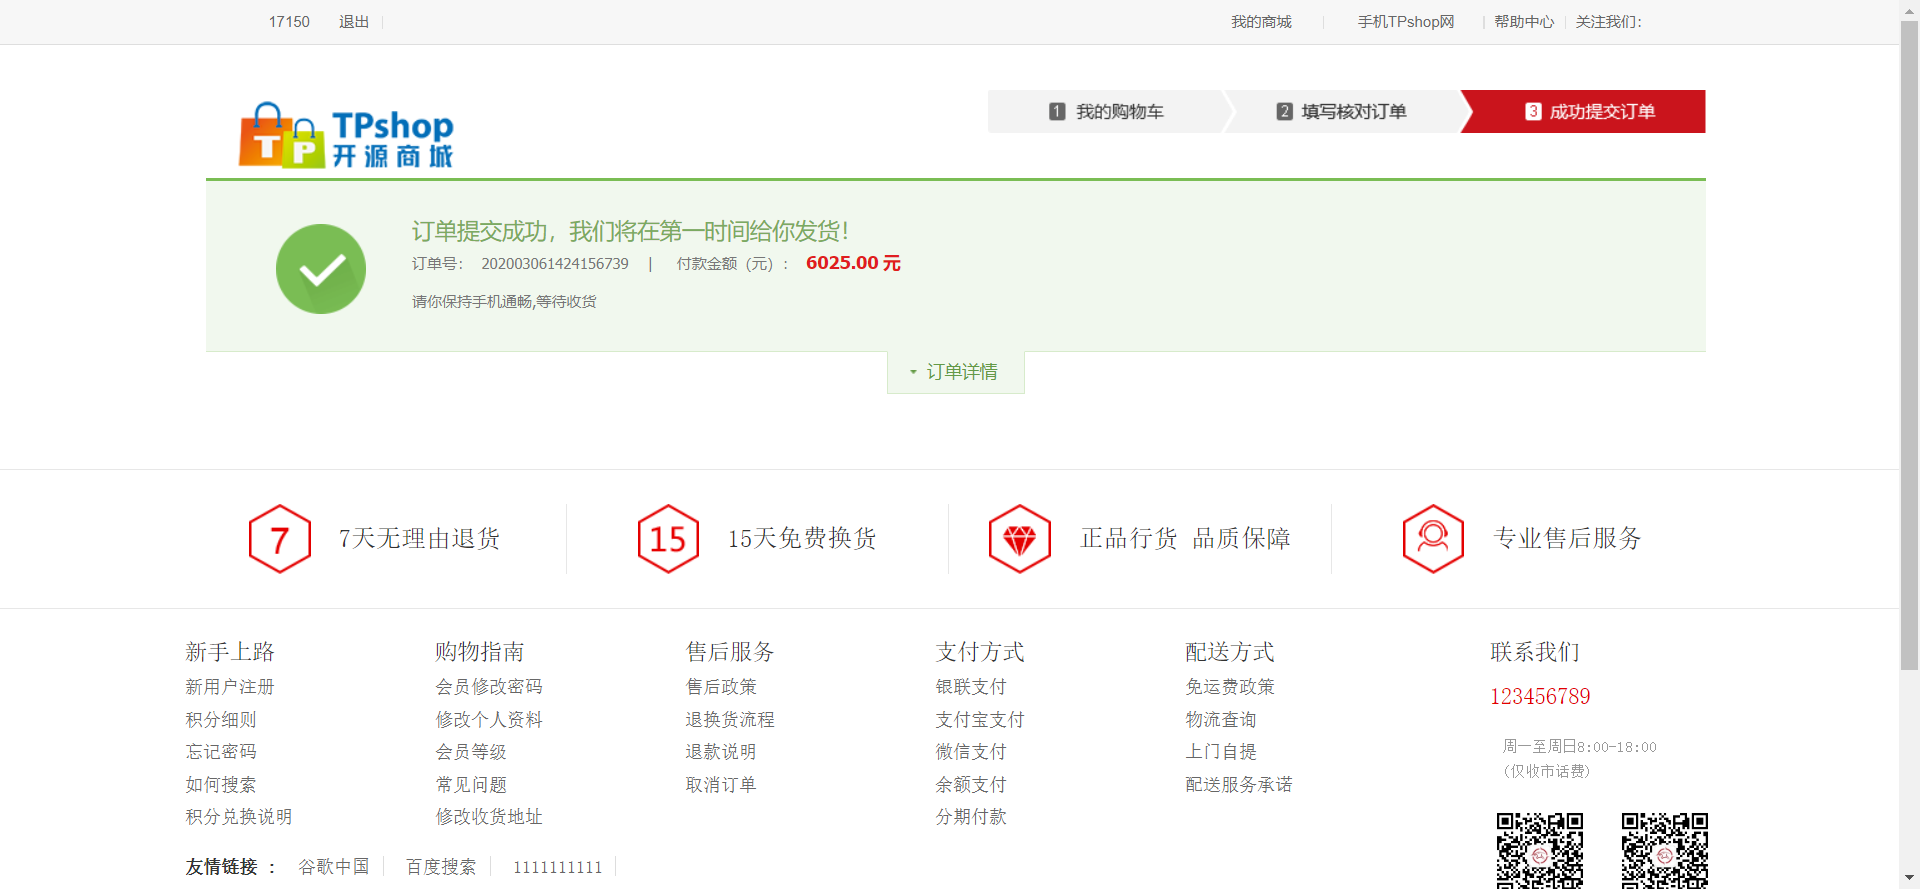 17150 退出 我的商城 手机TPshop网 帮助中心 关注我们：
TPshop
开源商城
1 我的购物车 2 填写核对订单 3 成功提交订单
订单提交成功，我们将在第一时间给你发货！
订单号： 202003061424156739 | 付款金额（元）： 6025.00 元
请你保持手机通畅,等待收货
订单详情
7 7天无理由退货 15 15天免费换货 正品行货 品质保障 专业售后服务
新手上路 购物指南 售后服务 支付方式 配送方式 联系我们
新用户注册 会员修改密码 售后政策 银联支付 免运费政策 123456789
积分细则 修改个人资料 退换货流程 支付宝支付 物流查询
忘记密码 会员等级 退款说明 微信支付 上门自提 周一至周日8:00-18:00
如何搜索 常见问题 取消订单 余额支付 配送服务承诺 (仅收市话费)
积分兑换说明 修改收货地址 分期付款
友情链接 ： 谷歌中国 百度搜索 1111111111